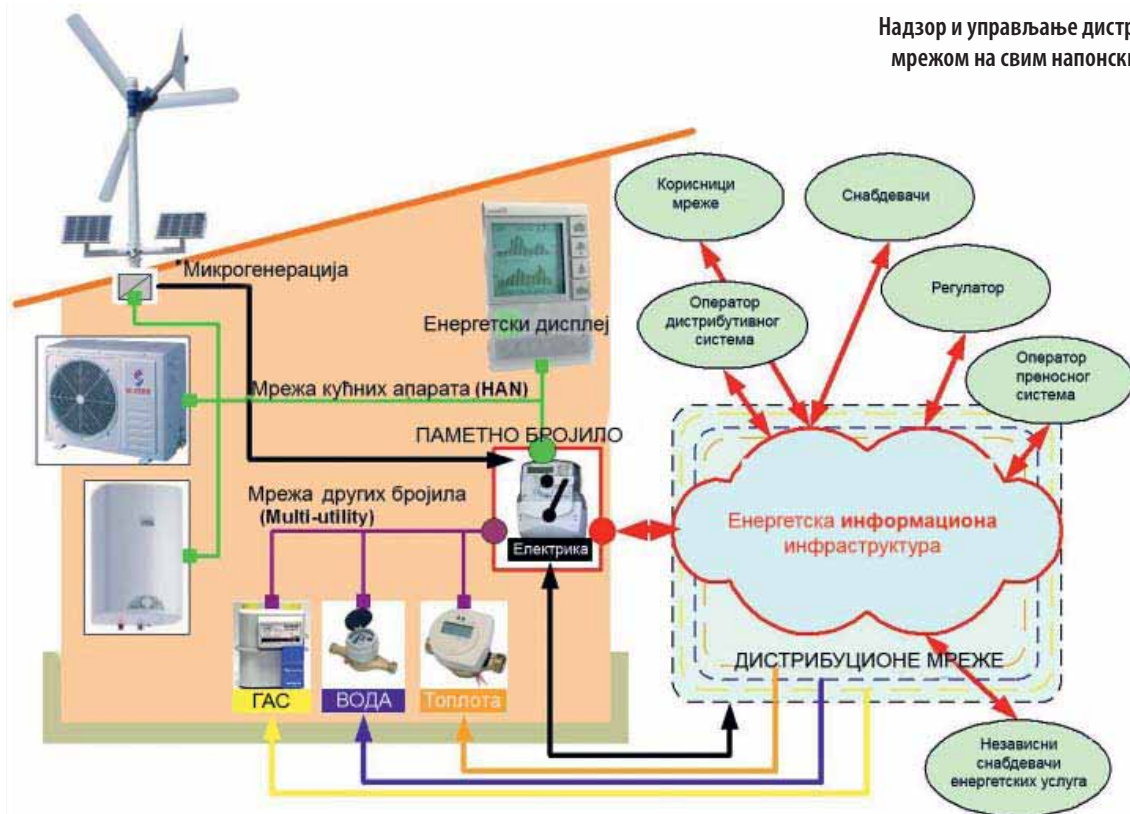 Надзор и управљање дистр
мрежом на свим напонски
*Микрогенерација
Енергетски дисплеј
Мрежа кућних апарата (HAN)
ПАМЕТНО БРОЈИЛО
Мрежа других бројила
(Multi-utility)
Електрика
ГАС
ВОДА
Топлота
Корисници
мреже
Снабдевачи
Оператор
дистрибутивног
система
Регулатор
Оператор
преносног
система
Енергетска информациона
инфраструктура
ДИСТРИБУЦИОНЕ МРЕЖЕ
Независни
снабдевачи
енергетских услуга